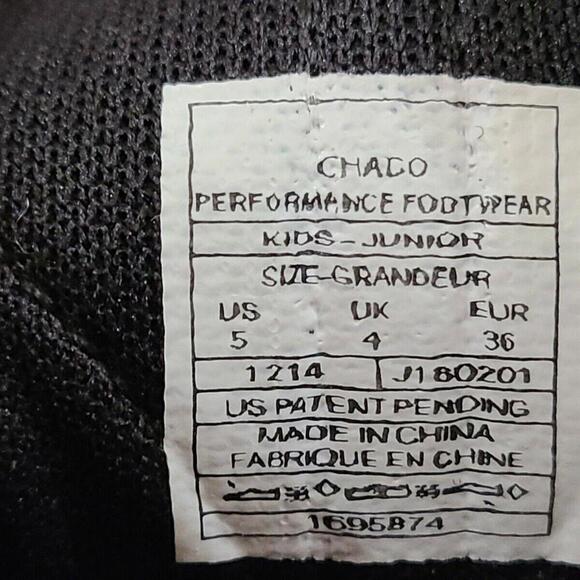 CHACO
PERFORMANCE FOOTWEAR
KIDS-JUNIOR
SIZE-GRANDEUR
US UK EUR
5 4 36
1214 J180201
US PATENT PENDING
MADE IN CHINA
FABRIQUE EN CHINE
1695874